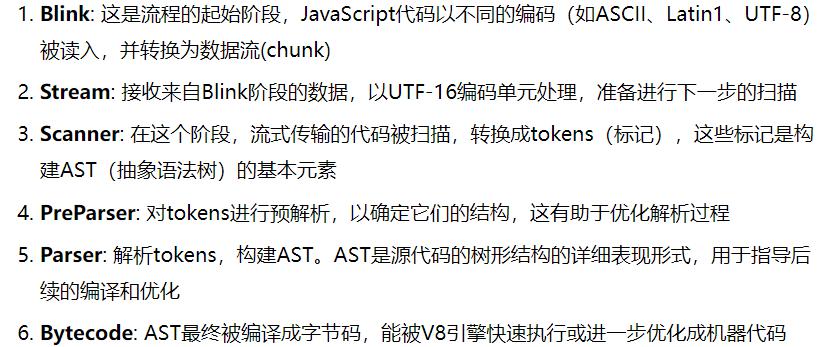 1. Blink: 这是流程的起始阶段，JavaScript代码以不同的编码（如ASCII、Latin1、UTF-8）
被读入，并转换为数据流(chunk)
2. Stream: 接收来自Blink阶段的数据，以UTF-16编码单元处理，准备进行下一步的扫描
3. Scanner: 在这个阶段，流式传输的代码被扫描，转换成tokens（标记），这些标记是构
建AST（抽象语法树）的基本元素
4. PreParser: 对tokens进行预解析，以确定它们的结构，这有助于优化解析过程
5. Parser: 解析tokens，构建AST。AST是源代码的树形结构的详细表现形式，用于指导后
续的编译和优化
6. Bytecode: AST最终被编译成字节码，能被V8引擎快速执行或进一步优化成机器代码